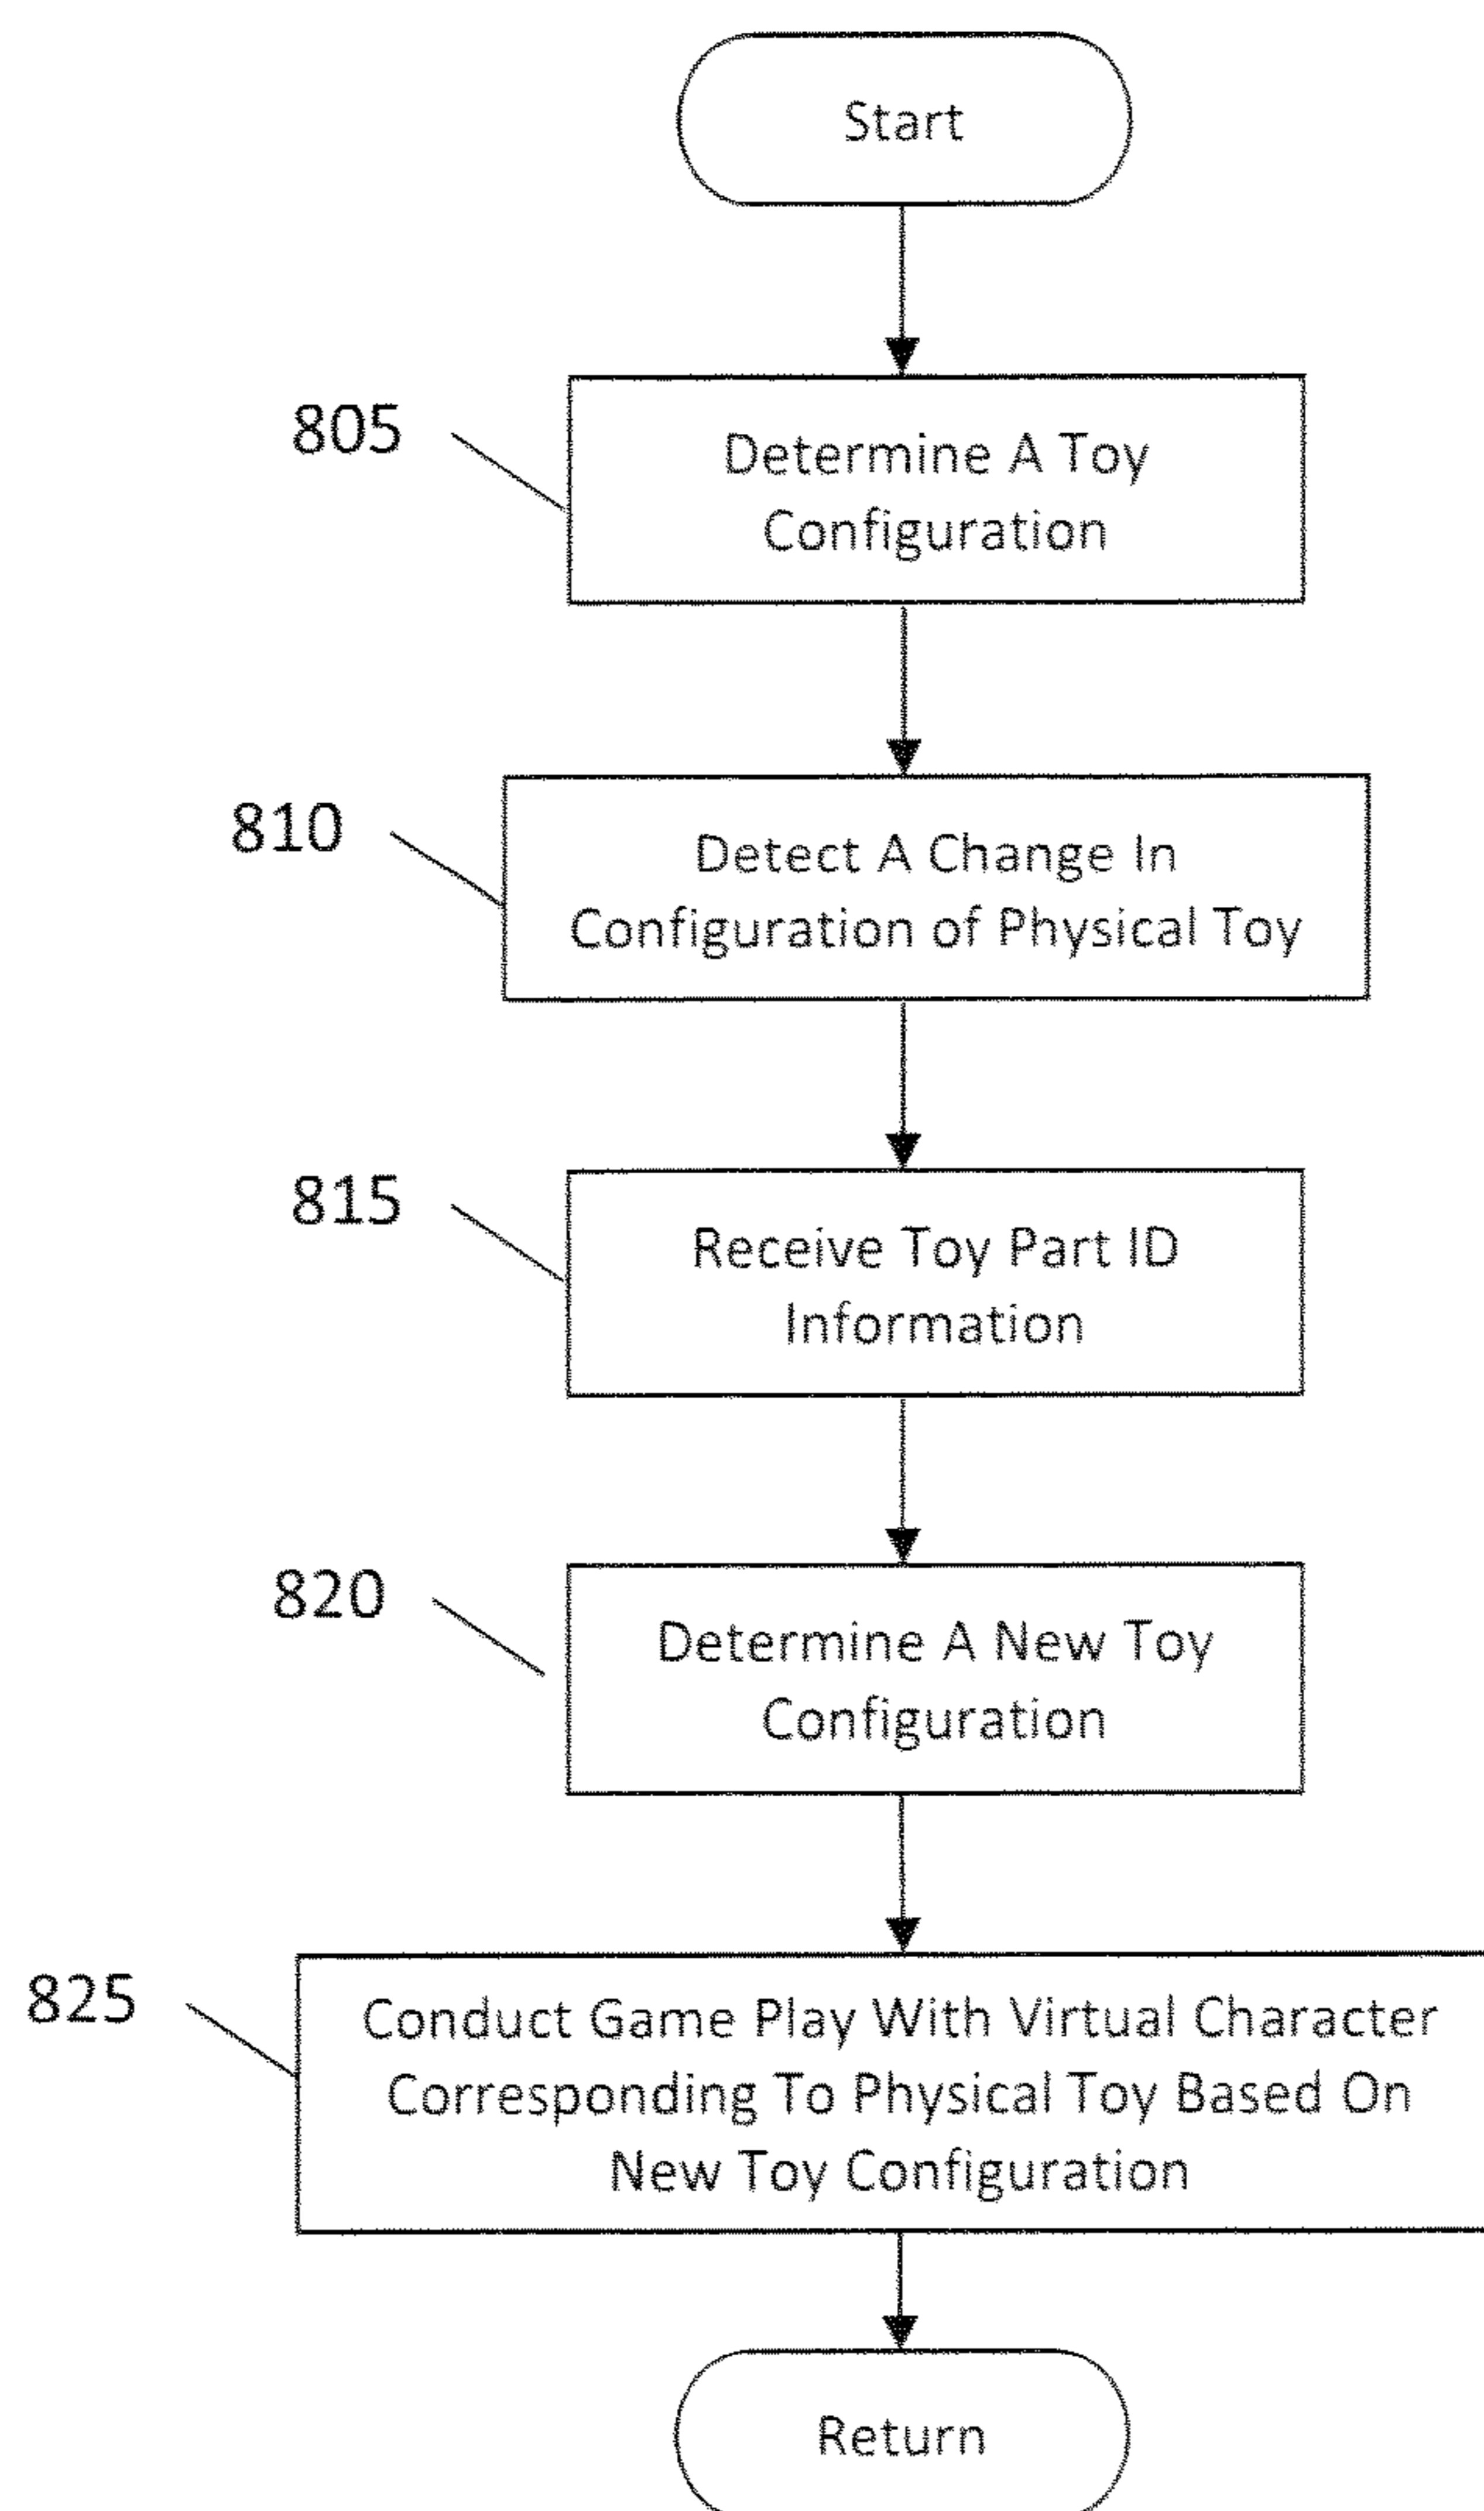 Start
805
Determine A Toy
Configuration
810
Detect A Change In
Configuration of Physical Toy
815
Receive Toy Part ID
Information
820
Determine A New Toy
Configuration
825
Conduct Game Play With Virtual Character
Corresponding To Physical Toy Based On
New Toy Configuration
Return